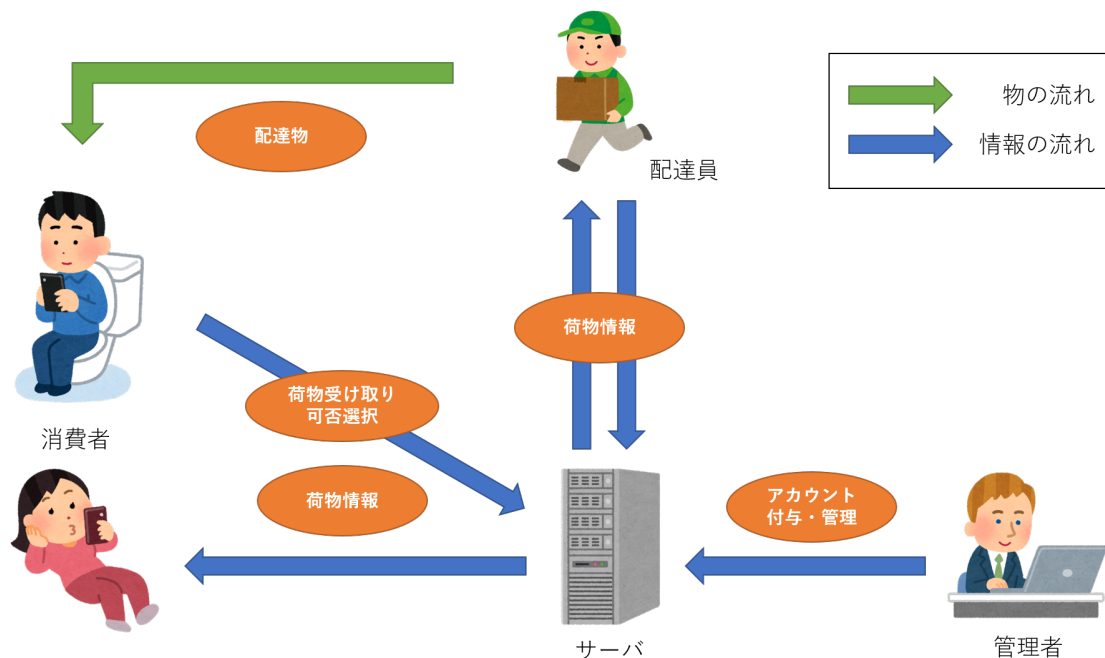 物の流れ
配達物
情報の流れ
配達員
荷物情報
荷物受け取り
可否選択
消費者
荷物情報
アカウント
付与・管理
サーバ
管理者